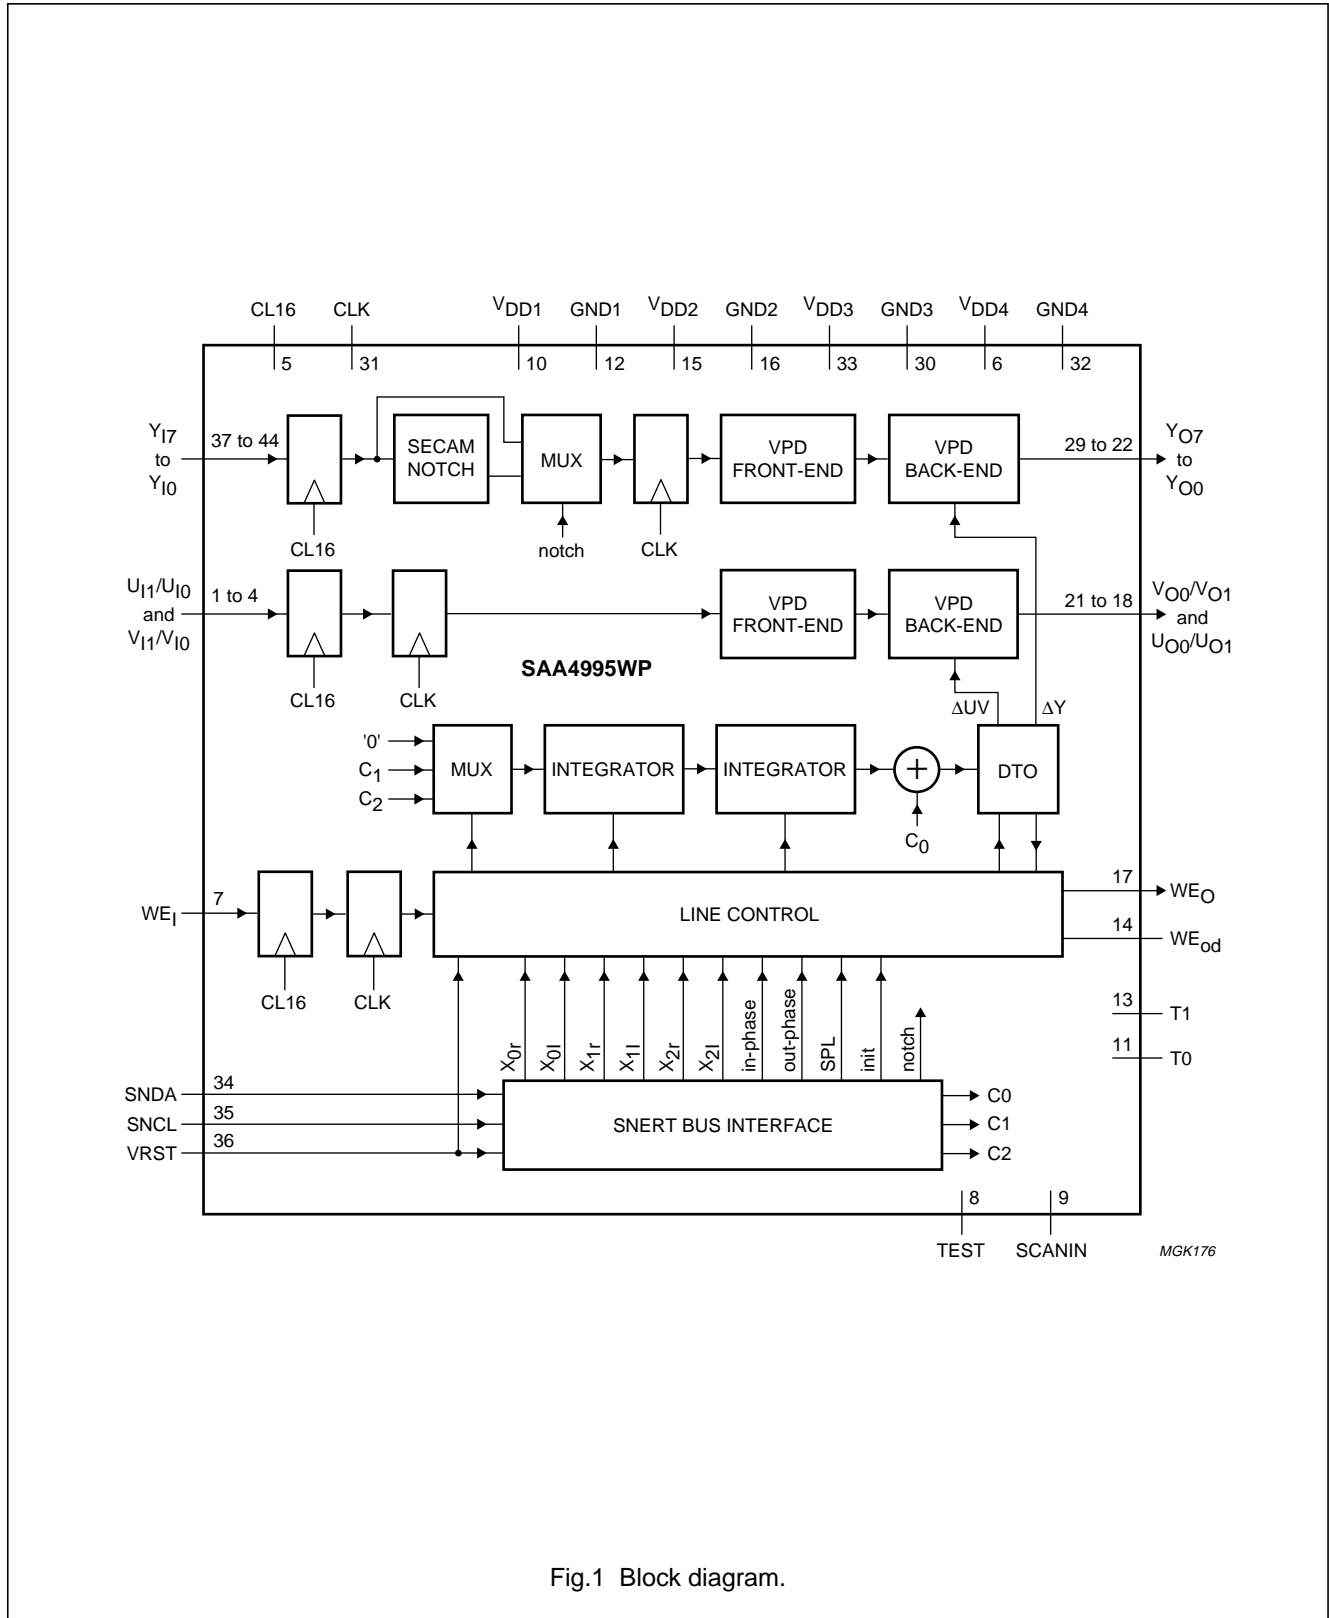 CL16 CLK VDD1 GND1 VDD2 GND2 VDD3 GND3 VDD4 GND4
5 31 10 12 15 16 33 30 6 32
YI7
to
YI0
37 to 44
SECAM
NOTCH
MUX
VPD
FRONT-END
VPD
BACK-END
29 to 22
YO7
to
YO0
CL16
notch
CLK
UI1/UI0
and
VI1/VI0
1 to 4
VPD
FRONT-END
VPD
BACK-END
21 to 18
VO0/VO1
and
UO0/UO1
CL16
CLK
SAA4995WP
ΔUV
ΔY
'0'
C1
C2
MUX
INTEGRATOR
INTEGRATOR
+
DTO
C0
WEI
7
LINE CONTROL
17
WEO
14
WEod
CL16
CLK
13
T1
11
T0
X0r
X0l
X1r
X1l
X2r
X2l
in-phase
out-phase
SPL
init
notch
SNDA
34
SNCL
35
VRST
36
SNERT BUS INTERFACE
C0
C1
C2
8
9
TEST
SCANIN
MGK176
Fig.1 Block diagram.